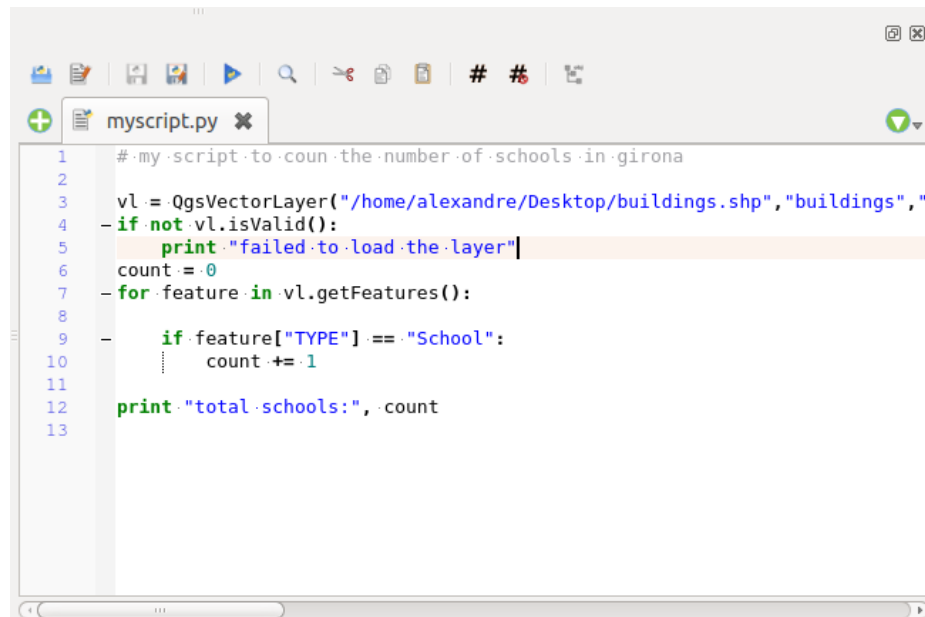 myscript.py
1 # my script to coun the number of schools in girona
2
3 vl = QgsVectorLayer("/home/alexandre/Desktop/buildings.shp","buildings","
4 if not vl.isValid():
5     print "failed to load the layer"
6 count = 0
7 for feature in vl.getFeatures():
8
9     if feature["TYPE"] == "School":
10         count += 1
11
12 print "total schools:", count
13